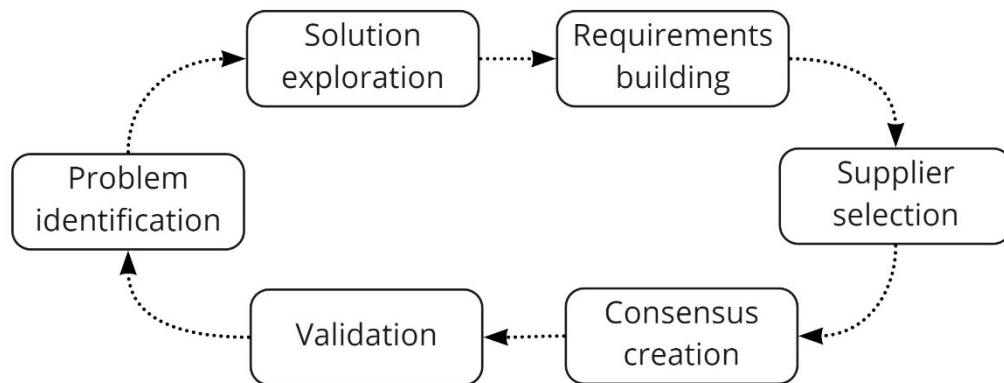 Solution
exploration
Requirements
building
Problem
identification
Supplier
selection
Validation
Consensus
creation